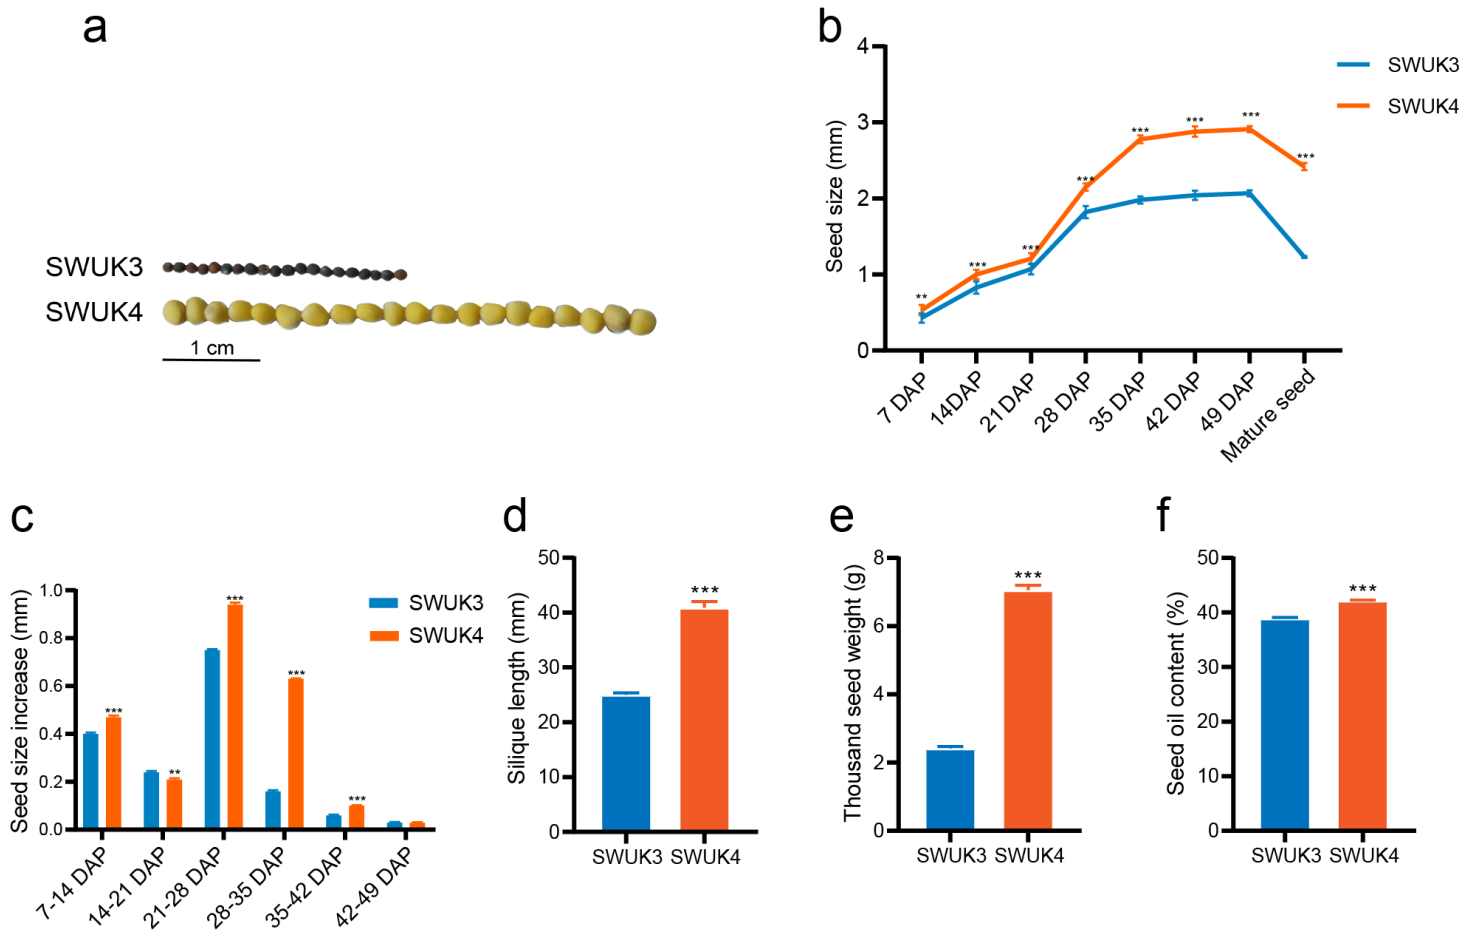 a
SWUK3
SWUK4
1 cm
b
Seed size (mm)
4
3
2
1
0
** *** *** *** *** *** *** ***
7 DAP
14DAP
21 DAP
28 DAP
35 DAP
42 DAP
49 DAP
Mature seed
SWUK3
SWUK4
c
Seed size increase (mm)
1.0
0.8
0.6
0.4
0.2
0.0
*** ** *** *** ***
7-14 DAP
14-21 DAP
21-28 DAP
28-35 DAP
35-42 DAP
42-49 DAP
SWUK3
SWUK4
d
Silique length (mm)
50
40
30
20
10
0
***
SWUK3 SWUK4
e
Thousand seed weight (g)
8
6
4
2
0
***
SWUK3 SWUK4
f
Seed oil content (%)
50
40
30
20
10
0
***
SWUK3 SWUK4